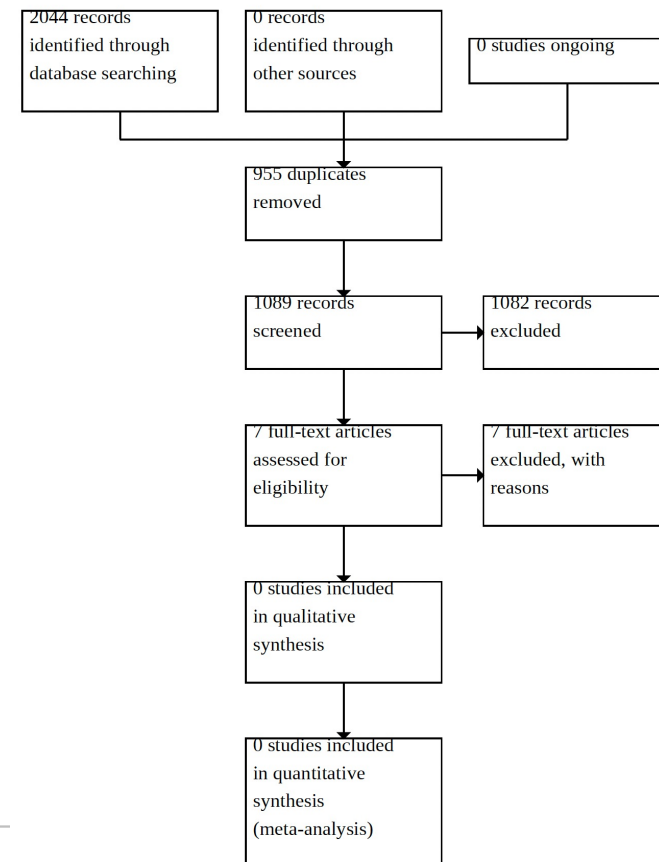 2044 records
identified through
database searching
0 records
identified through
other sources
0 studies ongoing
955 duplicates
removed
1089 records
screened
1082 records
excluded
7 full-text articles
assessed for
eligibility
7 full-text articles
excluded, with
reasons
0 studies included
in qualitative
synthesis
0 studies included
in quantitative
synthesis
(meta-analysis)